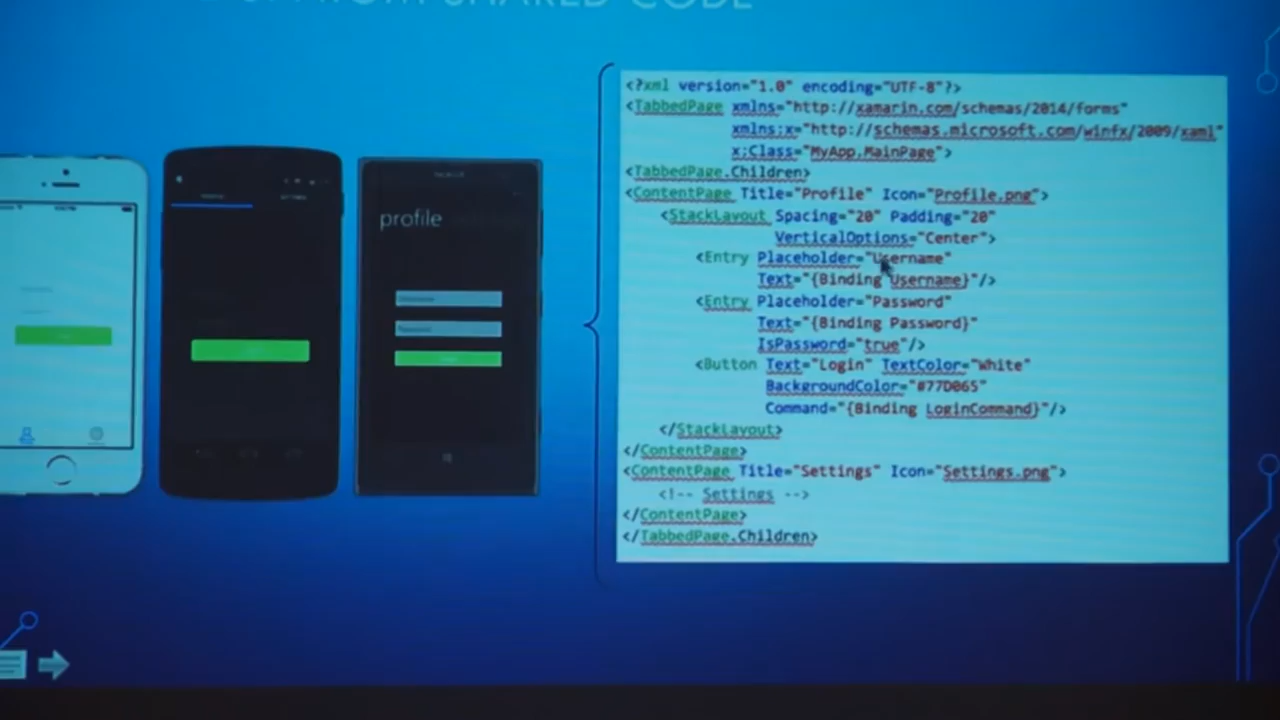 SHARED CODE
profile
<?xml version="1.0" encoding="UTF-8"?>
<TabbedPage xmlns="http://xamarin.com/schemas/2014/forms"
xmlns:x="http://schemas.microsoft.com/winfx/2009/xaml"
x:Class="MyApp.MainPage">
<TabbedPage.Children>
<ContentPage Title="Profile" Icon="Profile.png">
<StackLayout Spacing="20" Padding="20"
VerticalOptions="Center">
<Entry Placeholder="Username"
Text="{Binding Username}"/>
<Entry Placeholder="Password"
Text="{Binding Password}"
IsPassword="true"/>
<Button Text="Login" TextColor="White"
BackgroundColor="#77D065"
Command="{Binding LoginCommand}"/>
</StackLayout>
</ContentPage>
<ContentPage Title="Settings" Icon="Settings.png">
<!-- Settings -->
</ContentPage>
</TabbedPage.Children>